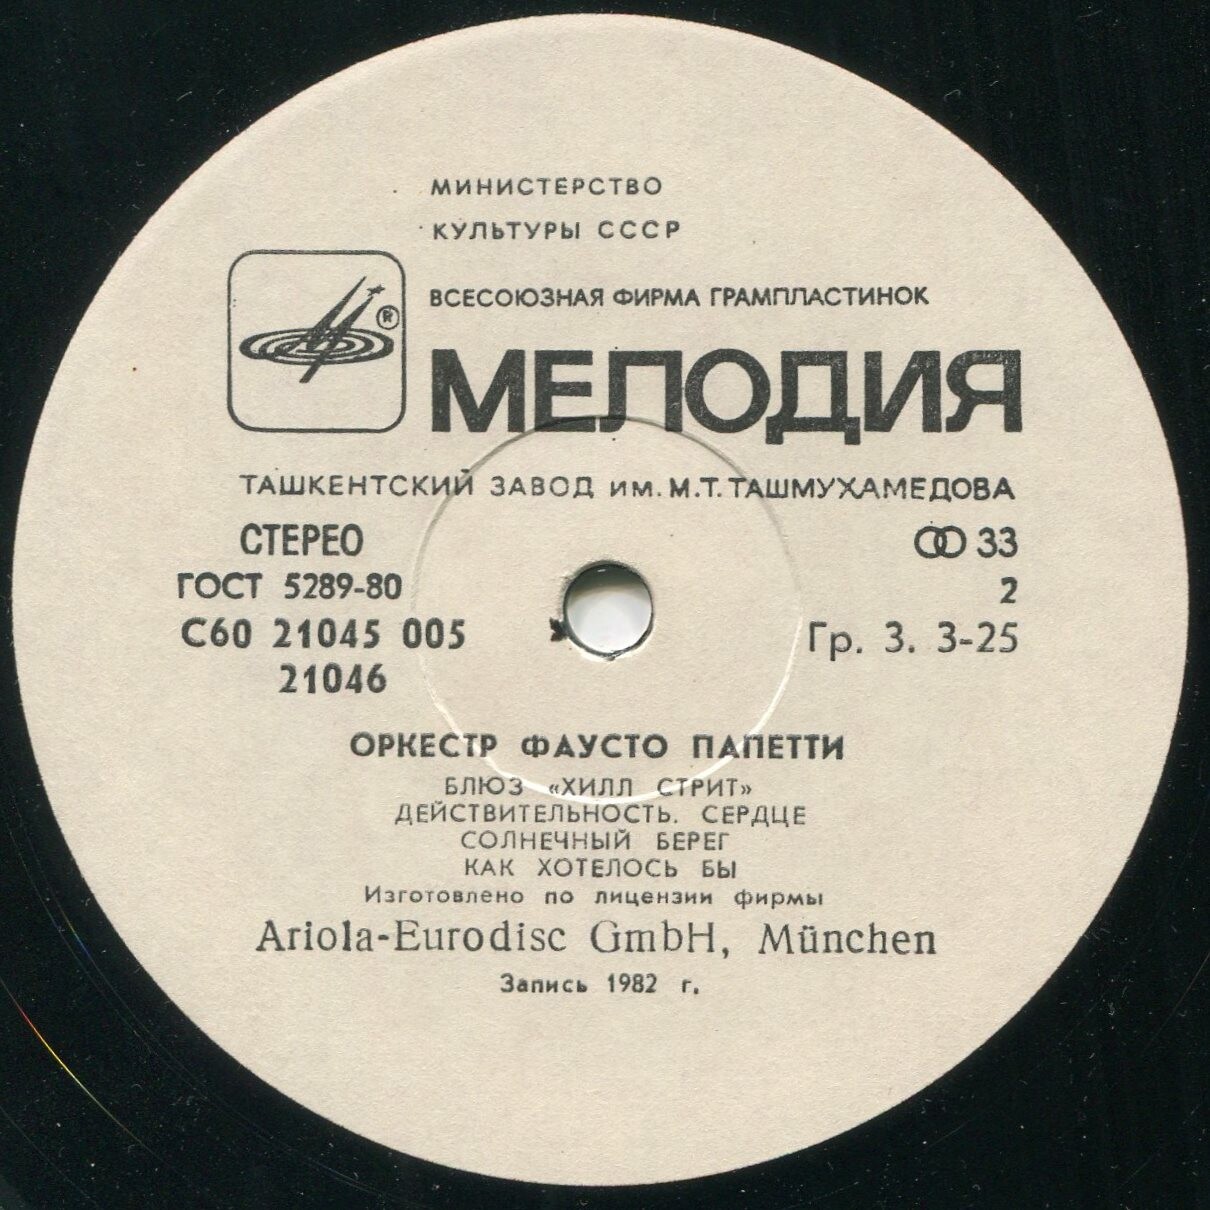 МИНИСТЕРСТВО
КУЛЬТУРЫ СССР
ВСЕСОЮЗНАЯ ФИРМА ГРАМПЛАСТИНОК
®
МЕЛОДИЯ
ТАШКЕНТСКИЙ ЗАВОД ИМ. М.Т. ТАШМУХАМЕДОВА
СТЕРЕО 33
ГОСТ 5289-80 2
С60 21045 005 Гр. 3. 3-25
21046
ОРКЕСТР ФАУСТО ПАПЕТТИ
БЛЮЗ «ХИЛЛ СТРИТ»
ДЕЙСТВИТЕЛЬНОСТЬ. СЕРДЦЕ
СОЛНЕЧНЫЙ БЕРЕГ
КАК ХОТЕЛОСЬ БЫ
Изготовлено по лицензии фирмы
Ariola-Eurodisc GmbH, München
Запись 1982 г.